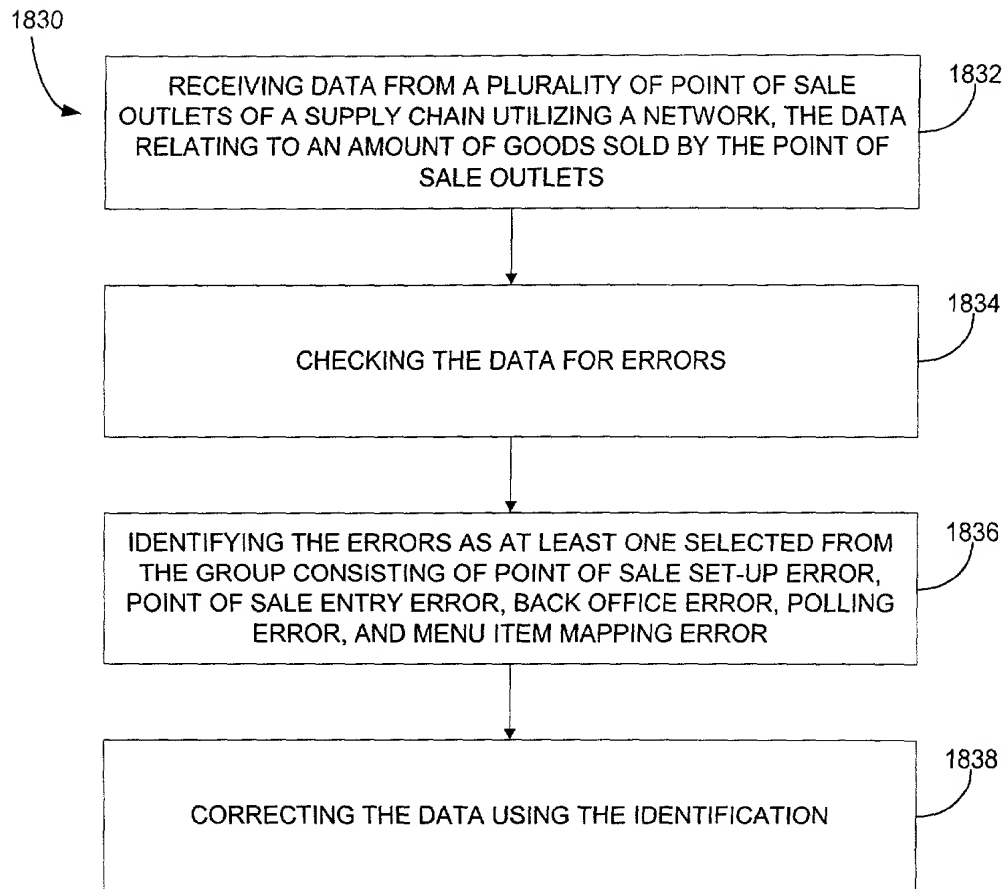 1830
RECEIVING DATA FROM A PLURALITY OF POINT OF SALE
OUTLETS OF A SUPPLY CHAIN UTILIZING A NETWORK, THE DATA
RELATING TO AN AMOUNT OF GOODS SOLD BY THE POINT OF
SALE OUTLETS
1832
CHECKING THE DATA FOR ERRORS
1834
IDENTIFYING THE ERRORS AS AT LEAST ONE SELECTED FROM
THE GROUP CONSISTING OF POINT OF SALE SET-UP ERROR,
POINT OF SALE ENTRY ERROR, BACK OFFICE ERROR, POLLING
ERROR, AND MENU ITEM MAPPING ERROR
1836
CORRECTING THE DATA USING THE IDENTIFICATION
1838